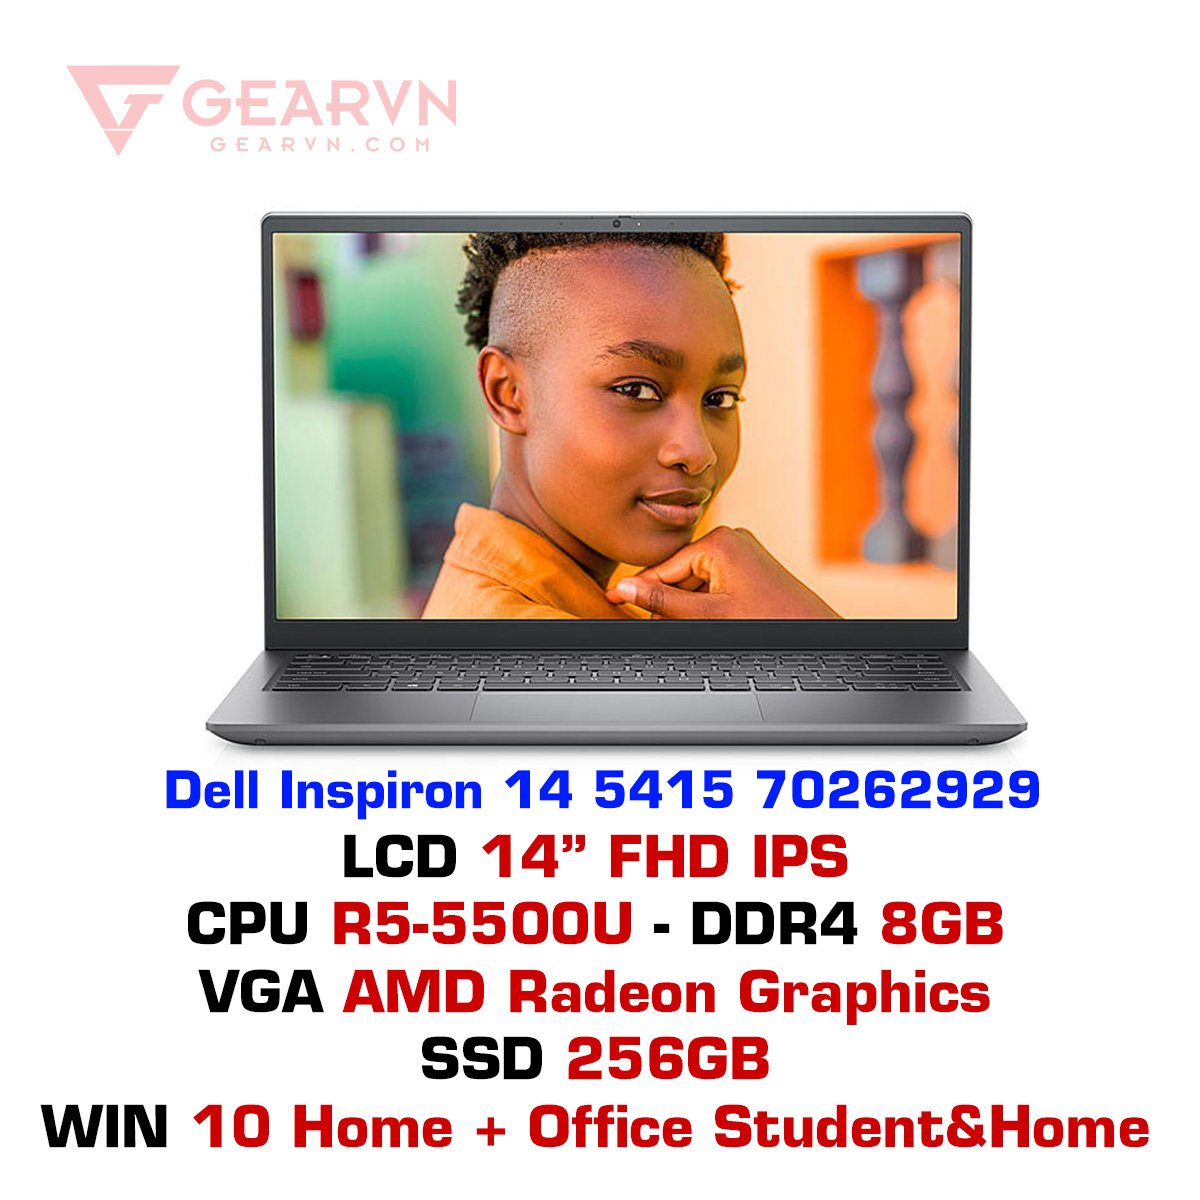 GEARVN
GEARVN.COM
Dell Inspiron 14 5415 70262929
LCD 14” FHD IPS
CPU R5-5500U - DDR4 8GB
VGA AMD Radeon Graphics
SSD 256GB
WIN 10 Home + Office Student&Home